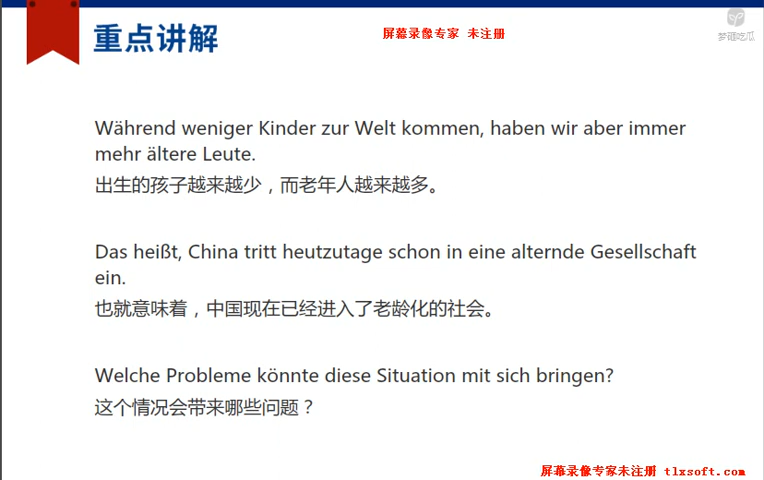 重点讲解
屏幕录像专家 未注册
梦砸吃瓜
Während weniger Kinder zur Welt kommen, haben wir aber immer
mehr ältere Leute.
出生的孩子越来越少，而老年人越来越多。
Das heißt, China tritt heutzutage schon in eine alternde Gesellschaft
ein.
也就意味着，中国现在已经进入了老龄化的社会。
Welche Probleme könnte diese Situation mit sich bringen?
这个情况会带来哪些问题？
屏幕录像专家未注册 tlxsoft.com